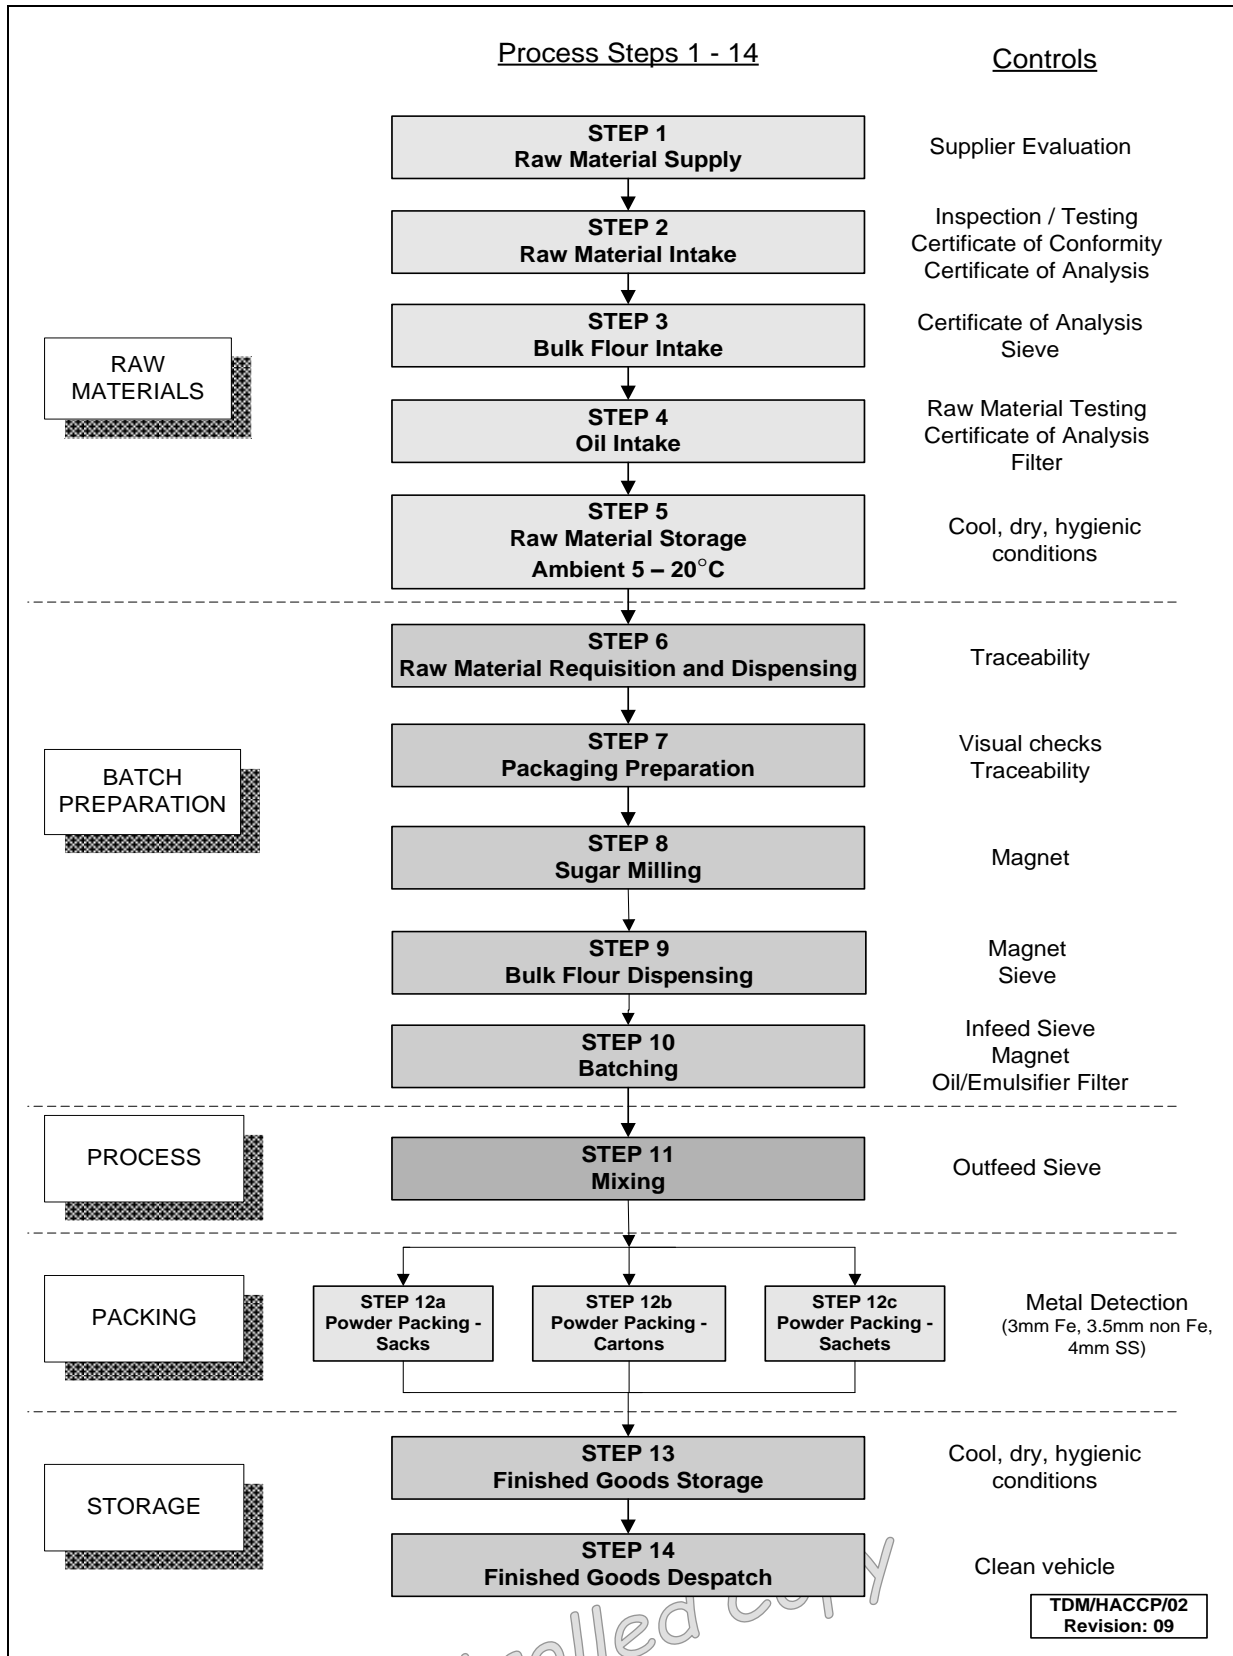 Process Steps 1 - 14
Controls
STEP 1
Raw Material Supply
Supplier Evaluation
STEP 2
Raw Material Intake
Inspection / Testing
Certificate of Conformity
Certificate of Analysis
STEP 3
Bulk Flour Intake
Certificate of Analysis
Sieve
RAW
MATERIALS
STEP 4
Oil Intake
Raw Material Testing
Certificate of Analysis
Filter
STEP 5
Raw Material Storage
Ambient 5 – 20°C
Cool, dry, hygienic
conditions
STEP 6
Raw Material Requisition and Dispensing
Traceability
STEP 7
Packaging Preparation
Visual checks
Traceability
BATCH
PREPARATION
STEP 8
Sugar Milling
Magnet
STEP 9
Bulk Flour Dispensing
Magnet
Sieve
STEP 10
Batching
Infeed Sieve
Magnet
Oil/Emulsifier Filter
PROCESS
STEP 11
Mixing
Outfeed Sieve
PACKING
STEP 12a
Powder Packing -
Sacks
STEP 12b
Powder Packing -
Cartons
STEP 12c
Powder Packing -
Sachets
Metal Detection
(3mm Fe, 3.5mm non Fe,
4mm SS)
STEP 13
Finished Goods Storage
Cool, dry, hygienic
conditions
STORAGE
STEP 14
Finished Goods Despatch
Clean vehicle
TDM/HACCP/02
Revision: 09